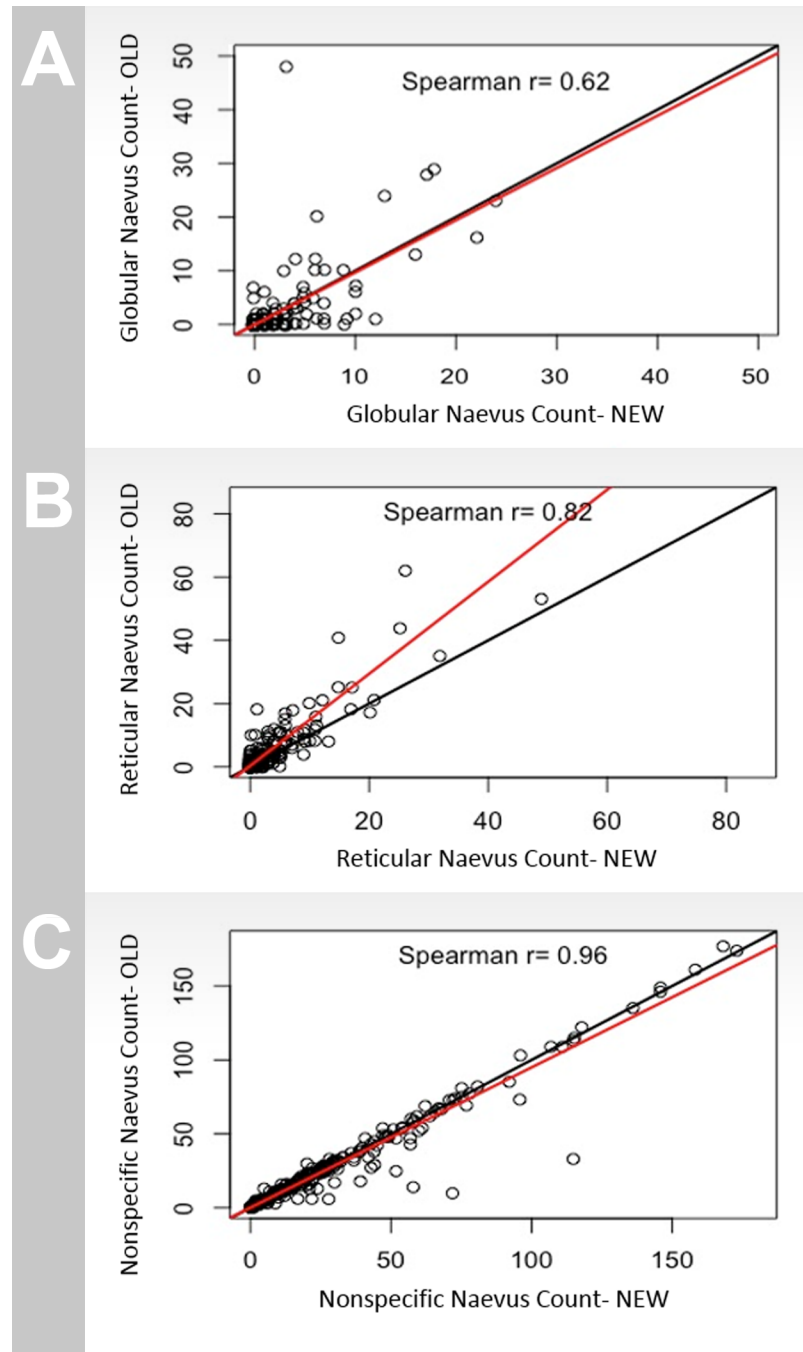 A
Globular Naevus Count- OLD
50
40
30
20
10
0
Spearman r= 0.62
0 10 20 30 40 50
Globular Naevus Count- NEW
B
Reticular Naevus Count- OLD
80
60
40
20
0
Spearman r= 0.82
0 20 40 60 80
Reticular Naevus Count- NEW
C
Nonspecific Naevus Count- OLD
150
100
50
0
Spearman r= 0.96
0 50 100 150
Nonspecific Naevus Count- NEW